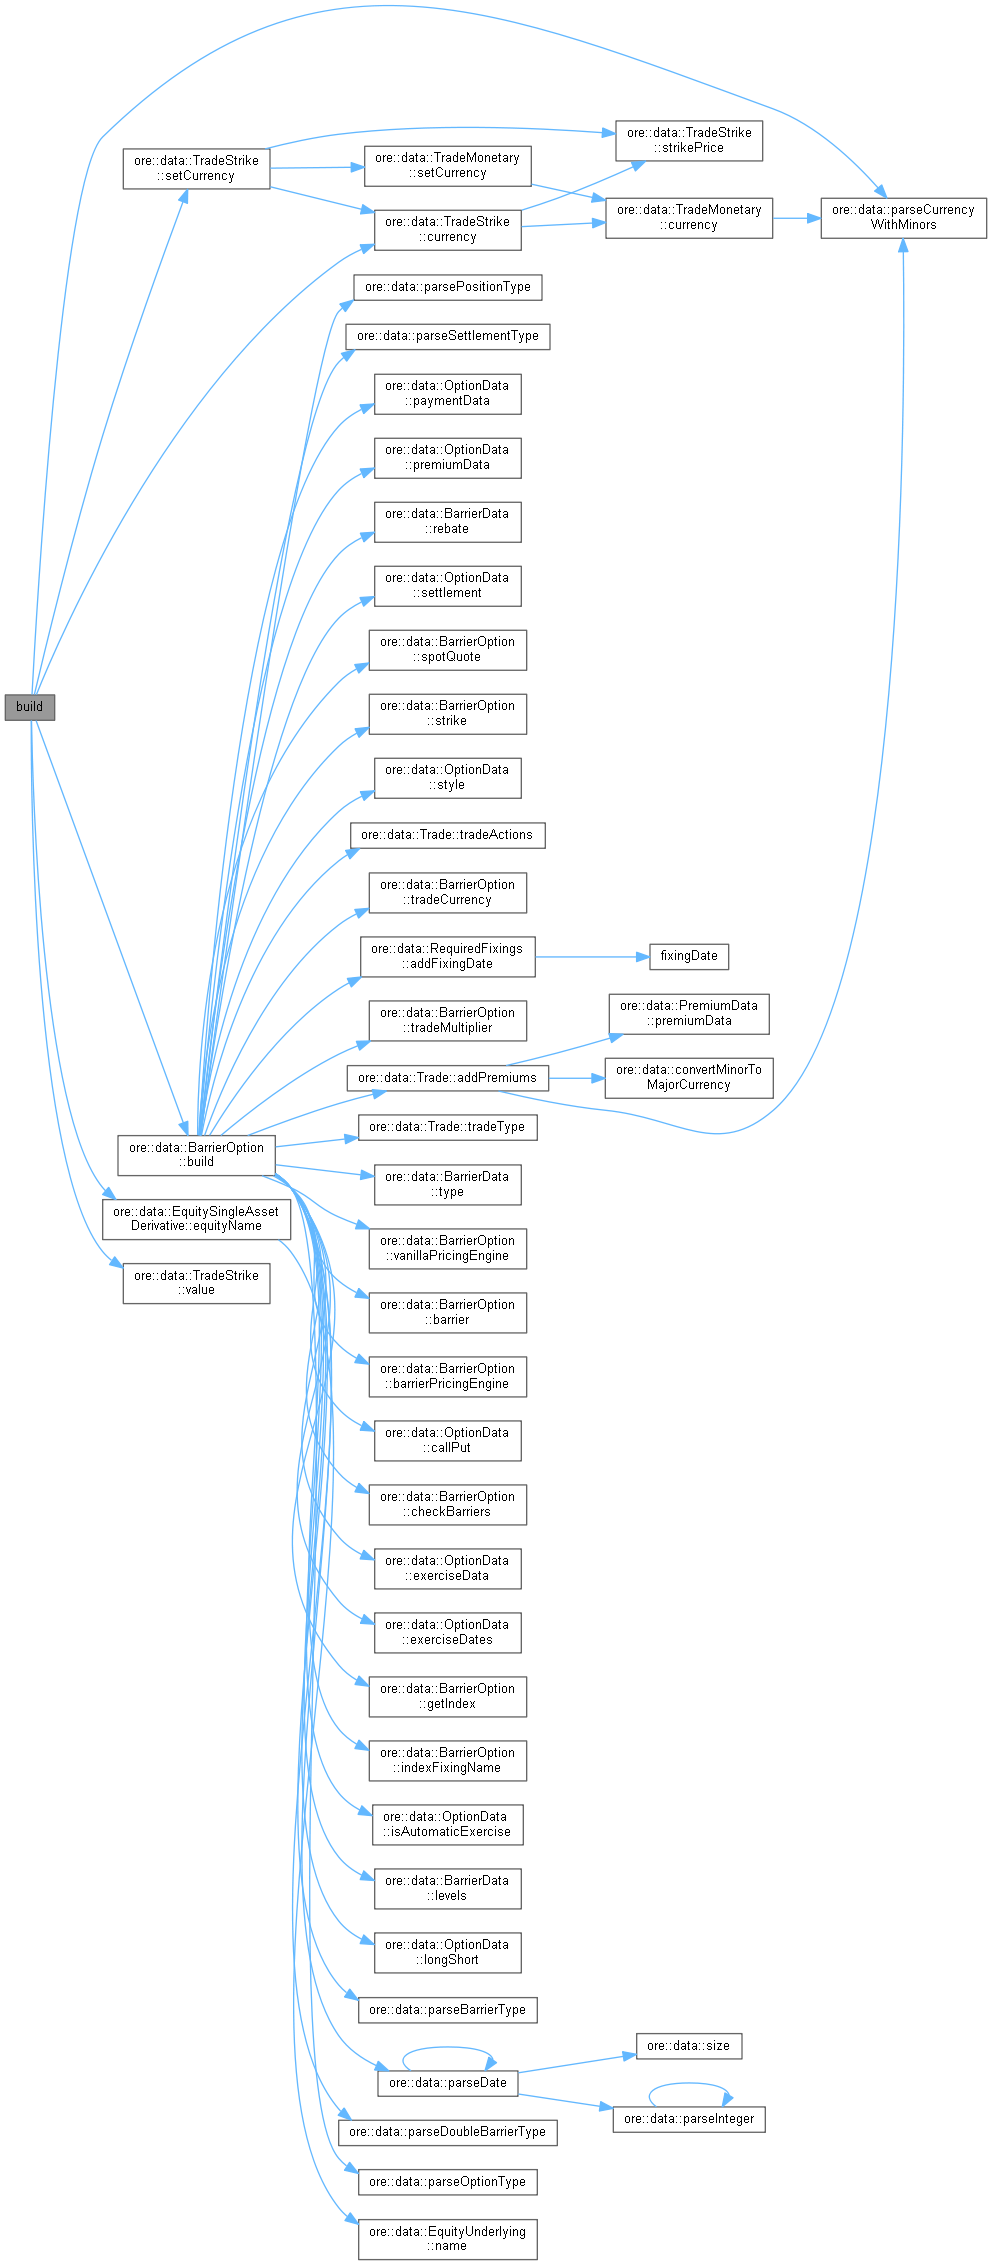 ore::data::TradeStrike
::strikePrice
ore::data::TradeStrike
::setCurrency
ore::data::TradeMonetary
::setCurrency
ore::data::TradeMonetary
::currency
ore::data::parseCurrency
WithMinors
ore::data::TradeStrike
::currency
ore::data::parsePositionType
ore::data::parseSettlementType
ore::data::OptionData
::paymentData
ore::data::OptionData
::premiumData
ore::data::BarrierData
::rebate
ore::data::OptionData
::settlement
ore::data::BarrierOption
::spotQuote
build
ore::data::BarrierOption
::strike
ore::data::OptionData
::style
ore::data::Trade::tradeActions
ore::data::BarrierOption
::tradeCurrency
ore::data::RequiredFixings
::addFixingDate
fixingDate
ore::data::BarrierOption
::tradeMultiplier
ore::data::PremiumData
::premiumData
ore::data::Trade::addPremiums
ore::data::convertMinorTo
MajorCurrency
ore::data::Trade::tradeType
ore::data::BarrierOption
::build
ore::data::BarrierData
::type
ore::data::EquitySingleAsset
Derivative::equityName
ore::data::BarrierOption
::vanillaPricingEngine
ore::data::TradeStrike
::value
ore::data::BarrierOption
::barrier
ore::data::BarrierOption
::barrierPricingEngine
ore::data::OptionData
::callPut
ore::data::BarrierOption
::checkBarriers
ore::data::OptionData
::exerciseData
ore::data::OptionData
::exerciseDates
ore::data::BarrierOption
::getIndex
ore::data::BarrierOption
::indexFixingName
ore::data::OptionData
::isAutomaticExercise
ore::data::BarrierData
::levels
ore::data::OptionData
::longShort
ore::data::parseBarrierType
ore::data::size
ore::data::parseDate
ore::data::parseInteger
ore::data::parseDoubleBarrierType
ore::data::parseOptionType
ore::data::EquityUnderlying
::name